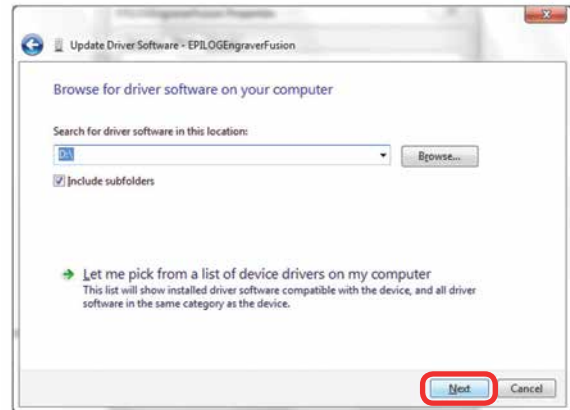 EPILOGEngraverFusion Properties
Update Driver Software - EPILOGEngraverFusion
Browse for driver software on your computer
Search for driver software in this location:
D:\
Browse...
Include subfolders
Let me pick from a list of device drivers on my computer
This list will show installed driver software compatible with the device, and all driver
software in the same category as the device.
Next
Cancel